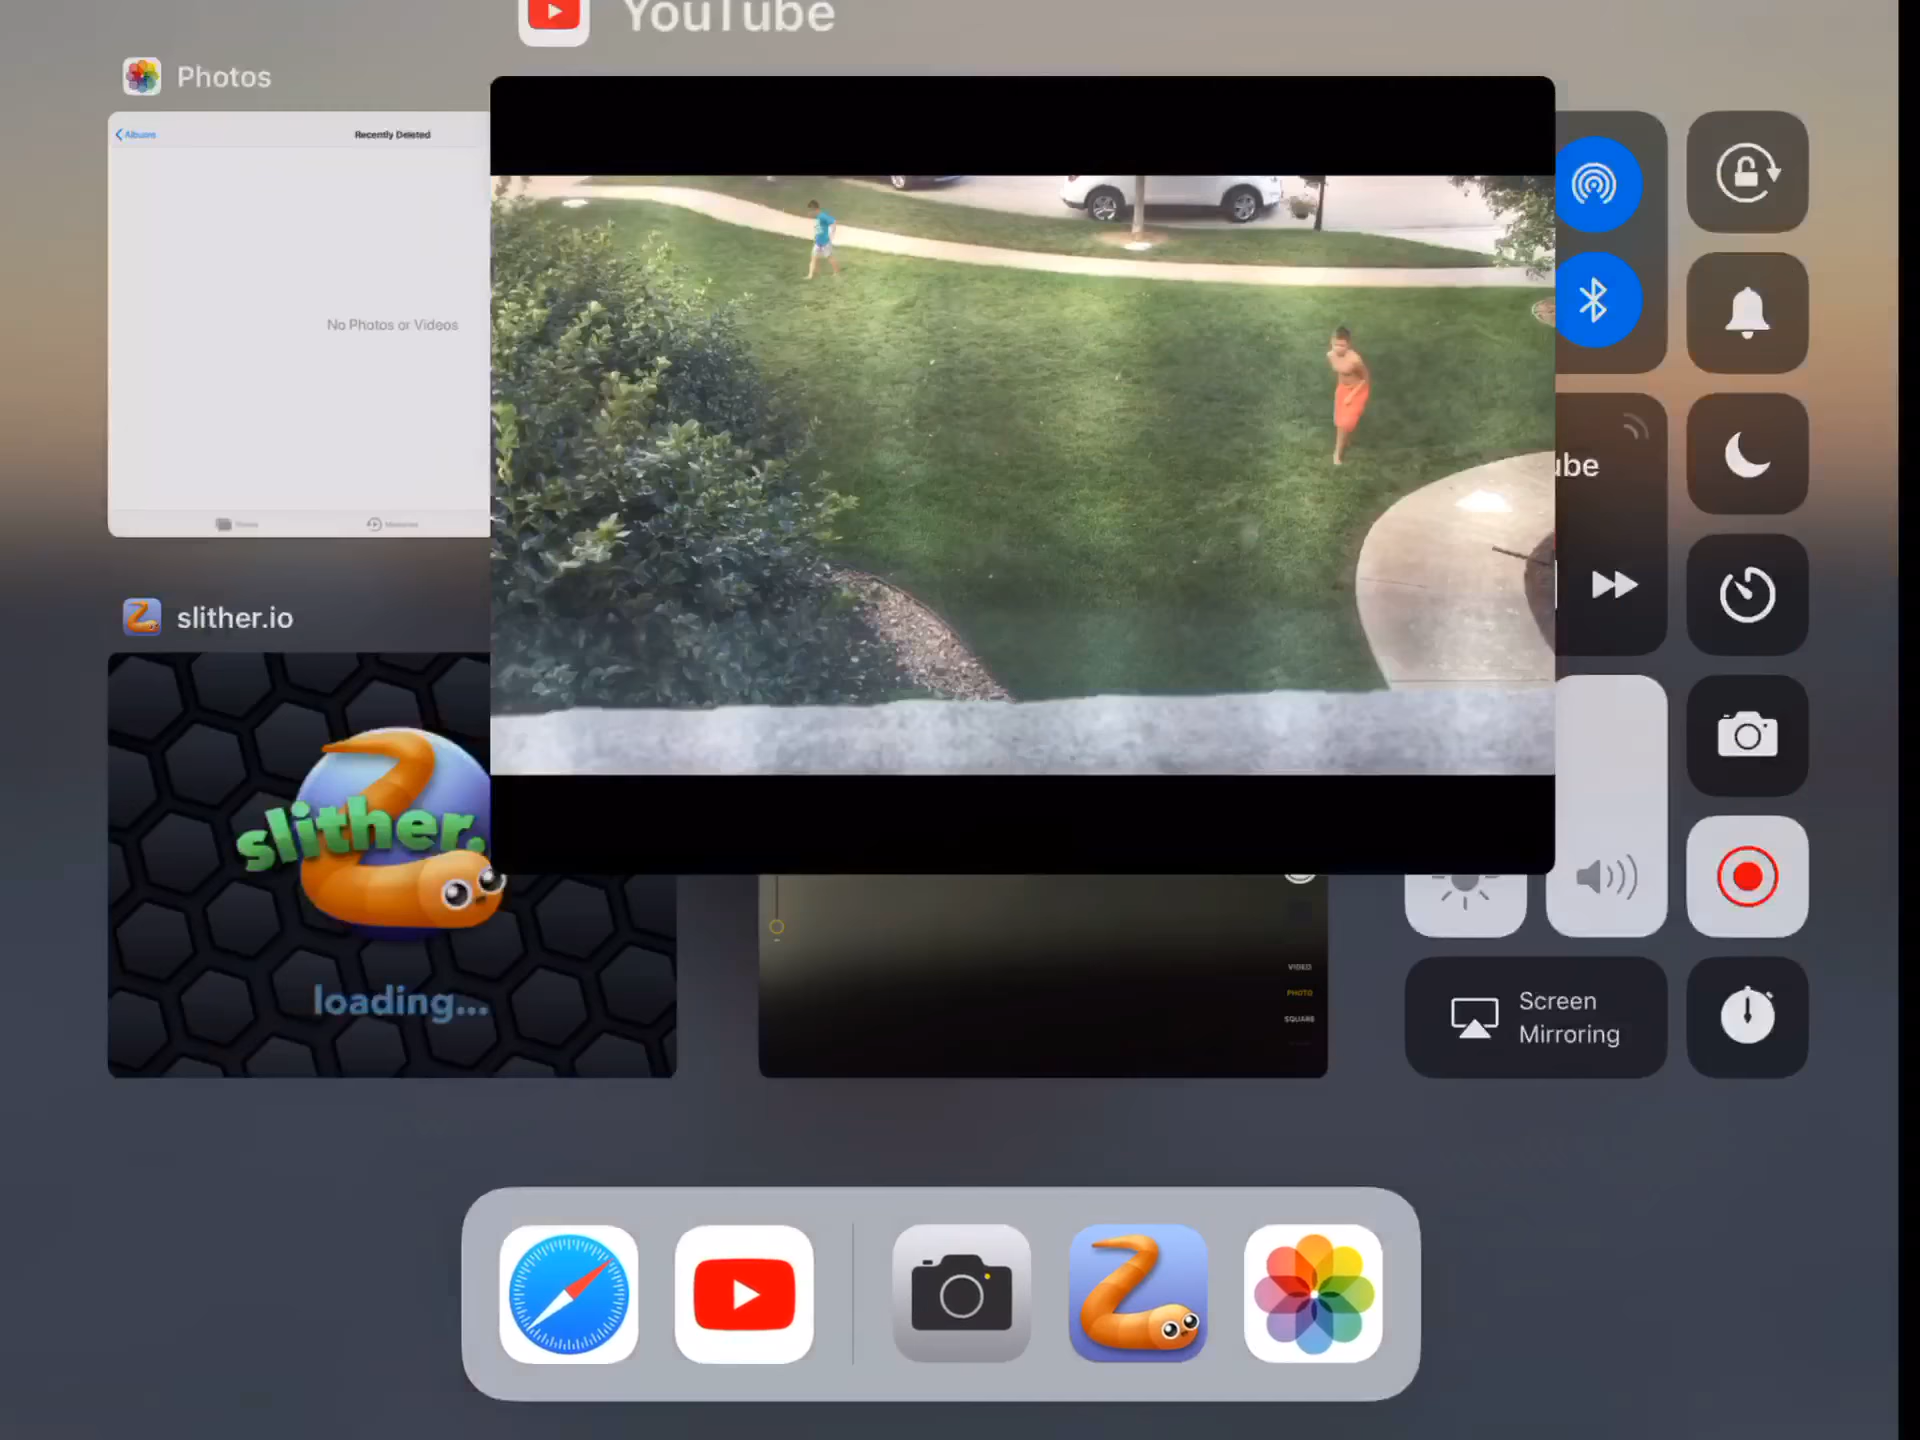 YouTube
Photos
Albums
Recently Deleted
No Photos or Videos
ube
slither.io
slither.
loading...
VIDEO
PHOTO
SQUARE
Screen
Mirroring